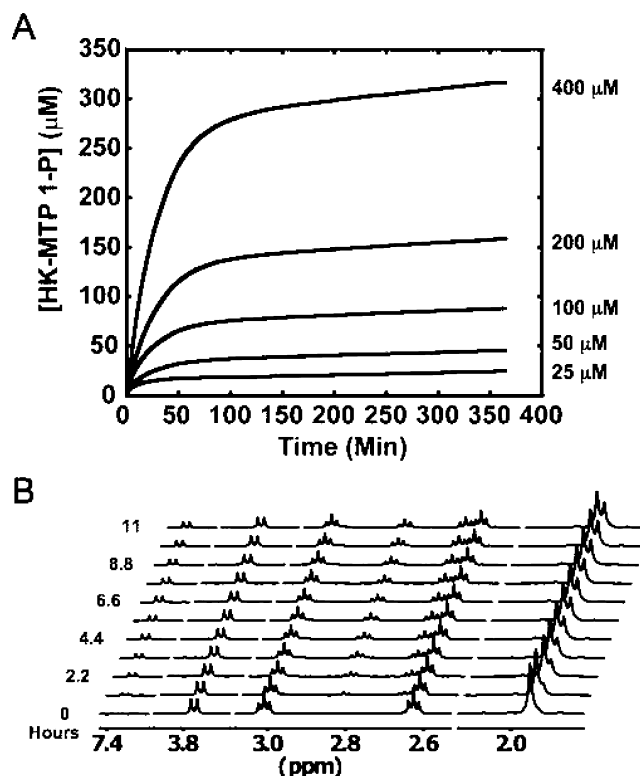 A
350
300
250
200
150
100
50
0
[HK-MTP 1-P] (μM)
400 μM
200 μM
100 μM
50 μM
25 μM
0 50 100 150 200 250 300 350 400
Time (Min)
B
11
8.8
6.6
4.4
2.2
0
Hours
7.4 3.8 3.0 2.8 2.6 2.0
(ppm)